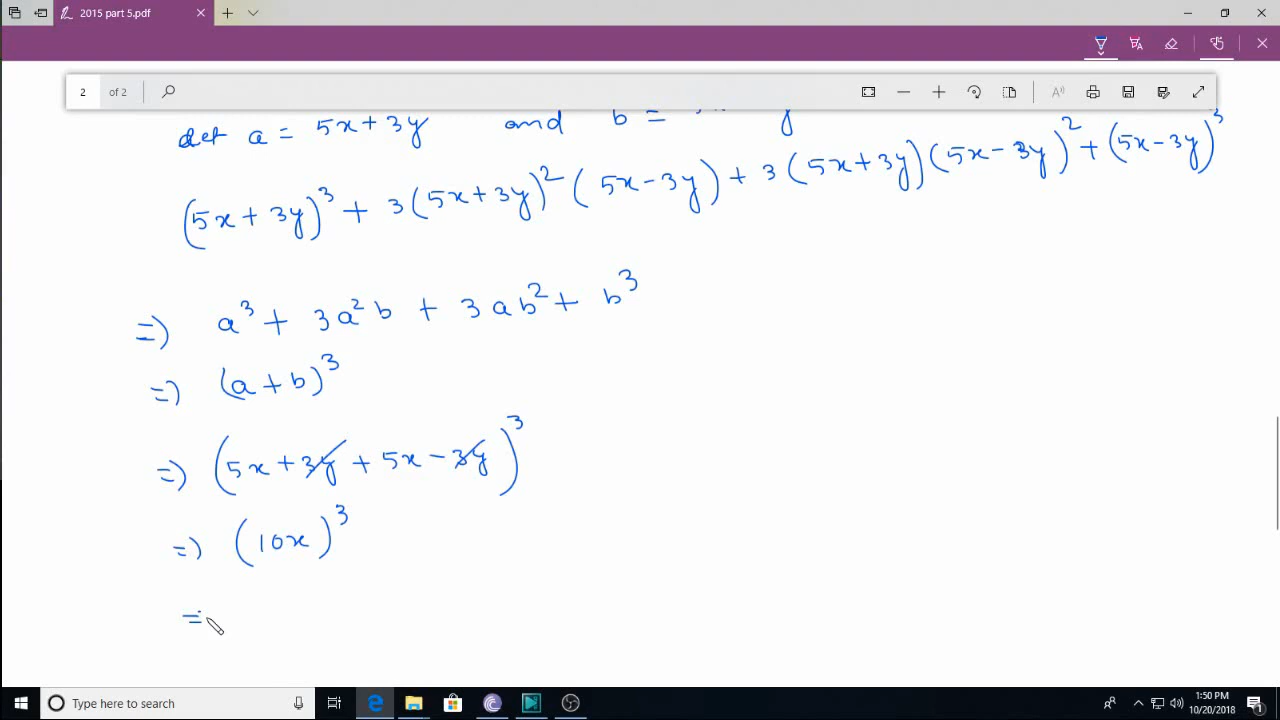 2015 part 5.pdf
2 of 2
Let a = 5x + 3y and b =
(5x + 3y)³ + 3(5x + 3y)² (5x - 3y) + 3(5x + 3y)(5x - 3y)² + (5x - 3y)³
=) a³ + 3a²b + 3ab² + b³
=) (a + b)³
=) (5x + 3y + 5x - 3y)³
=) (10x)³
=
Type here to search
1:50 PM
10/20/2018